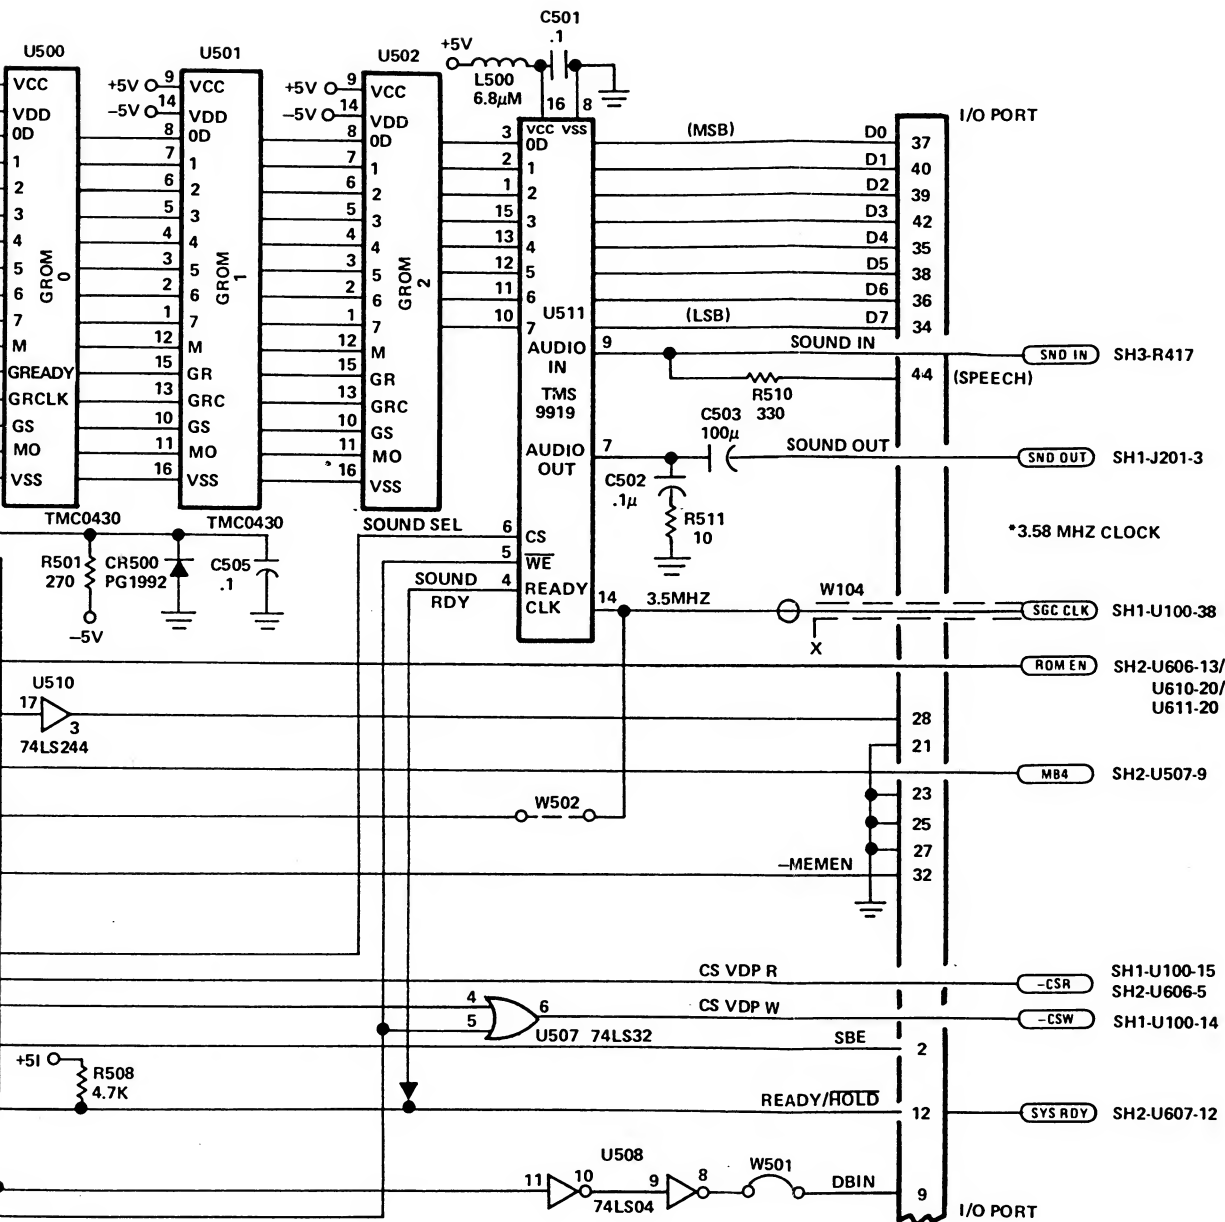 C501
.1
+5V
L500
6.8μM
16 8
U500
VCC
VDD
0D
1
2
3
4
5
6
7
M
GREADY
GRCLK
GS
MO
VSS
GROM
0
TMC0430
U501
+5V 9 VCC
-5V 14 VDD
8 0D
7 1
6 2
5 3
4 4
3 5
2 6
1 7
12 M
15 GR
13 GRC
10 GS
11 MO
16 VSS
GROM
1
TMC0430
U502
+5V 9 VCC
-5V 14 VDD
8 0D
7 1
6 2
5 3
4 4
3 5
2 6
1 7
12 M
15 GR
13 GRC
10 GS
11 MO
16 VSS
GROM
2
VCC VSS
3 0D
2 1
1 2
15 3
13 4
12 5
11 6
10 7
U511
AUDIO
IN
TMS
9919
AUDIO
OUT
SOUND SEL 6 CS
5 WE
SOUND
RDY
4 READY
CLK 14
I/O PORT
(MSB) D0 37
D1 40
D2 39
D3 42
D4 35
D5 38
D6 36
(LSB) D7 34
9 SOUND IN SND IN SH3-R417
R510
330
44 (SPEECH)
C503
100μ
7 SOUND OUT SND OUT SH1-J201-3
C502
.1μ
R511
10
*3.58 MHZ CLOCK
R501
270
-5V
CR500
PG1992
C505
.1
3.5MHZ W104 SGC CLK SH1-U100-38
X
ROM EN SH2-U606-13/
U610-20/
U611-20
U510
17
3
74LS244
28
21
MB4 SH2-U507-9
23
W502
25
27
-MEMEN 32
CS VDP R -CSR SH1-U100-15
SH2-U606-5
4
5
6
CS VDP W -CSW SH1-U100-14
U507 74LS32
SBE 2
+5I
R508
4.7K
READY/HOLD 12 SYS RDY SH2-U607-12
U508
11 10 9 8
74LS04
W501
DBIN 9
I/O PORT